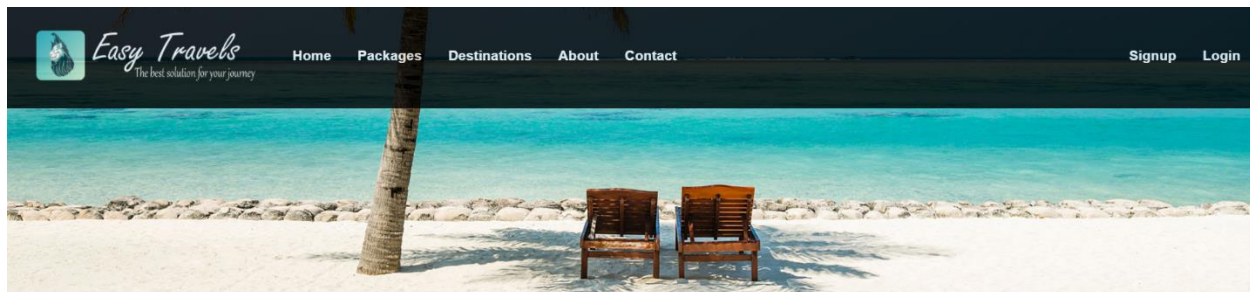 Easy Travels
The best solution for your journey
Home Packages Destinations About Contact Signup Login